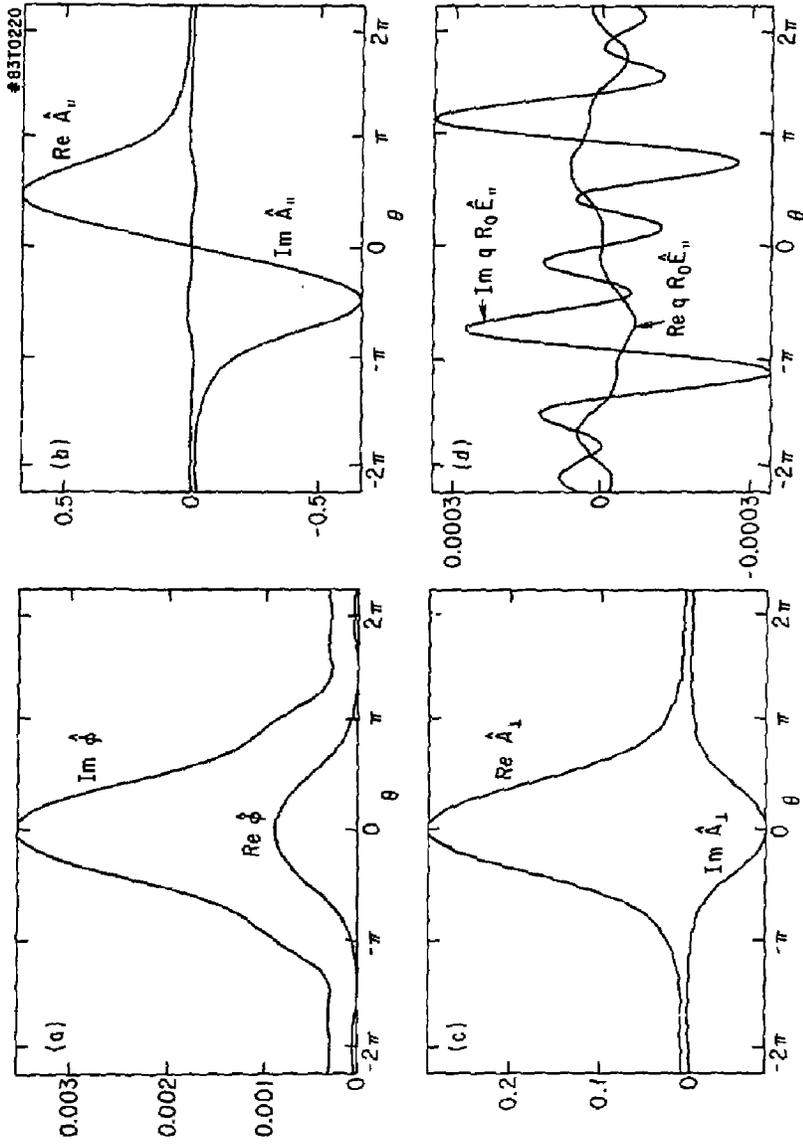 #83T0220
(a)
0.003
0.002
0.001
0
Im φ̂
Re φ̂
-2π -π 0 π 2π
θ
(b)
0.5
0
-0.5
Re Â∥
Im Â∥
-2π -π 0 π 2π
θ
(c)
0.2
0.1
0
Re Â⊥
Im Â⊥
-2π -π 0 π 2π
θ
(d)
0.0003
0
-0.0003
Im q R₀Ê∥
Re q R₀Ê∥
-2π -π 0 π 2π
θ